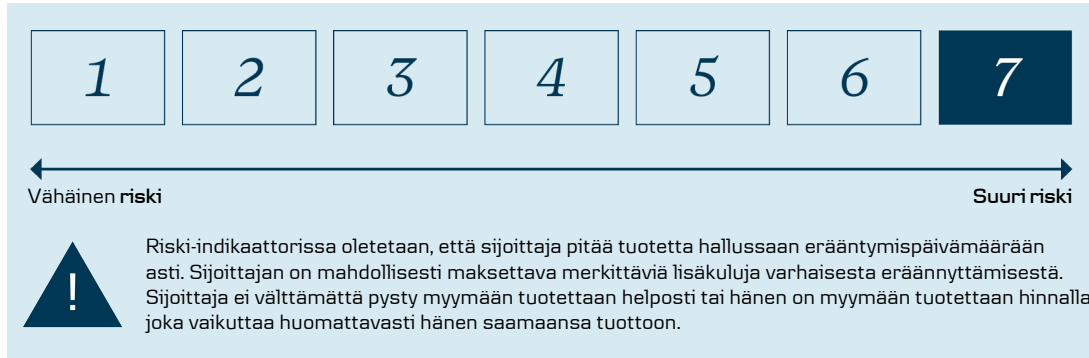 1 2 3 4 5 6 7
Vähäinen riski Suuri riski
Riski-indikaattorissa oletetaan, että sijoittaja pitää tuotetta hallussaan erääntymispäivämäärään
asti. Sijoittajan on mahdollisesti maksettava merkittäviä lisäkuluja varhaisesta eräännyttämisestä.
Sijoittaja ei välttämättä pysty myymään tuotettaan helposti tai hänen on myymään tuotettaan hinnalla
joka vaikuttaa huomattavasti hänen saamaansa tuottoon.
!